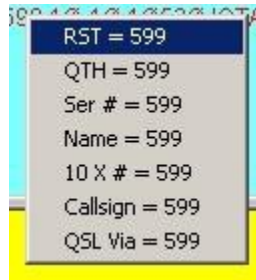 RST = 599
QTH = 599
Ser # = 599
Name = 599
10 X # = 599
Callsign = 599
QSL Via = 599